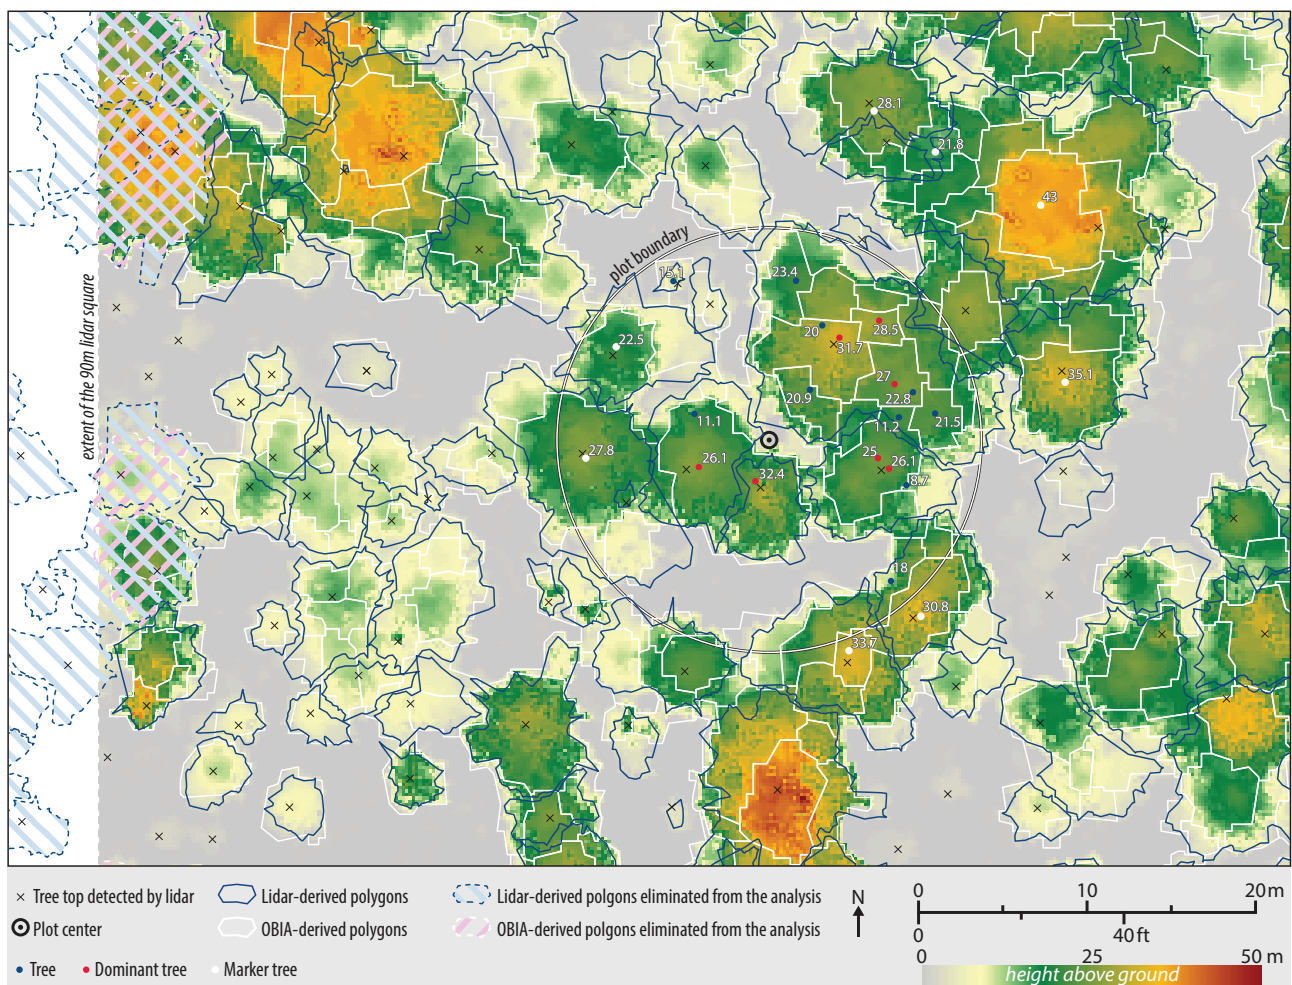 28.1
21.8
43
plot boundary
15.1
23.4
extent of the 90m lidar square
20
28.5
22.5
31.7
27
35.1
20.9
22.8
11.1
11.2
21.5
27.8
26.1
25
26.1
32.4
8.7
18
30.8
33.7
× Tree top detected by lidar
Lidar-derived polygons
Lidar-derived polgons eliminated from the analysis
N
0 10 20 m
Plot center
OBIA-derived polygons
OBIA-derived polgons eliminated from the analysis
0 40 ft
Tree
Dominant tree
Marker tree
0 25 50 m
height above ground